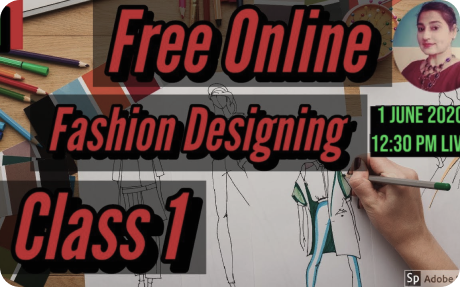 Free Online
Fashion Designing
1 JUNE 2020
12:30 PM LIV
Class 1
Sp Adobe